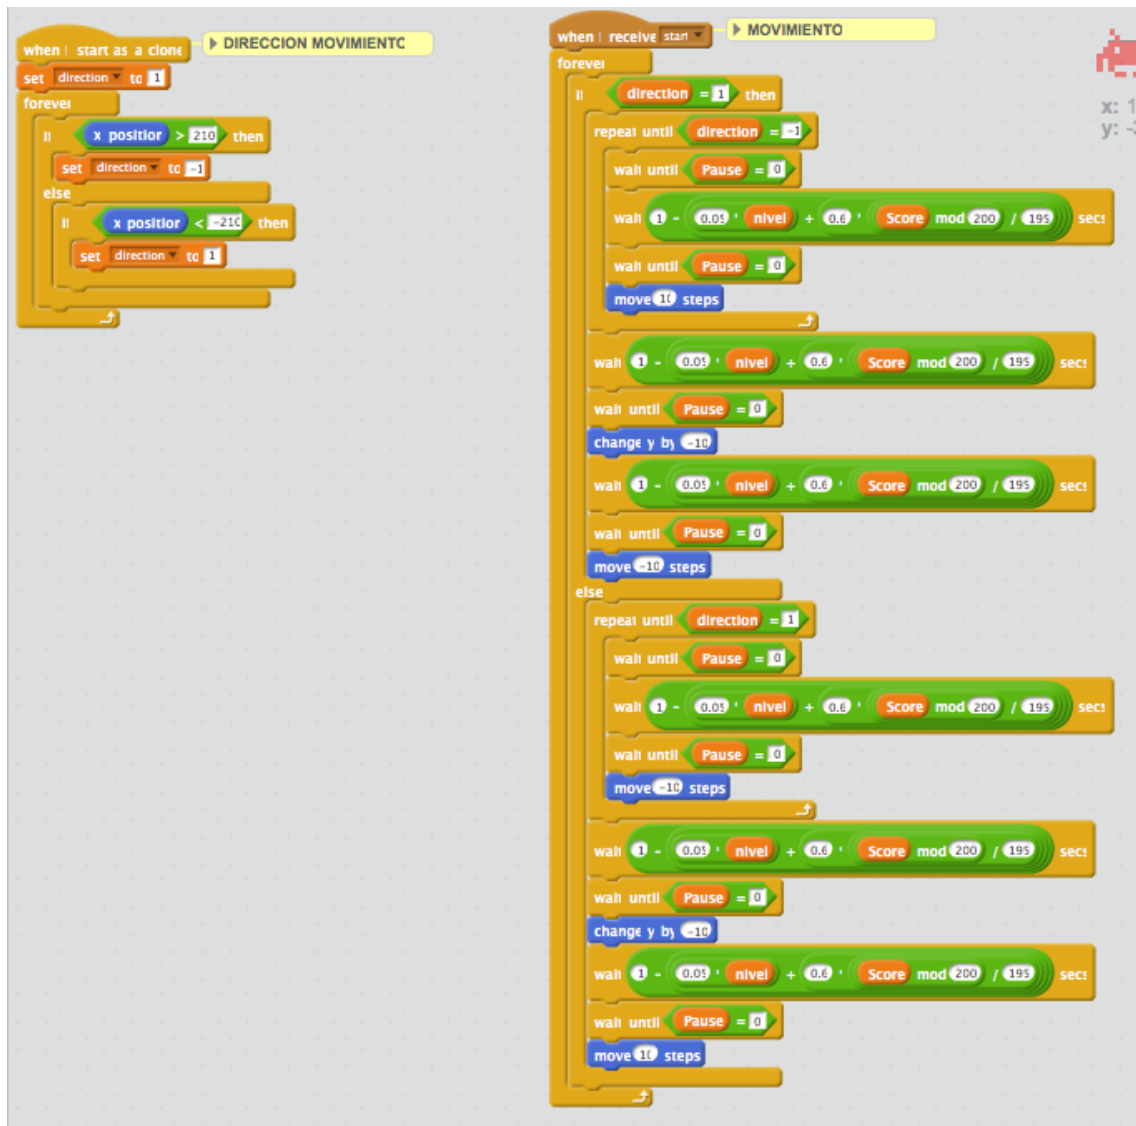 when I start as a clone
DIRECCION MOVIMIENTO
set direction to 1
forever
if x position > 210 then
set direction to -1
else
if x position < -210 then
set direction to 1
when I receive start
MOVIMIENTO
forever
if direction = 1 then
repeat until direction = -1
wait until Pause = 0
wait 1 - 0.05 * nivel + 0.6 * Score mod 200 / 195 secs
wait until Pause = 0
move 10 steps
wait 1 - 0.05 * nivel + 0.6 * Score mod 200 / 195 secs
wait until Pause = 0
change y by -10
wait 1 - 0.05 * nivel + 0.6 * Score mod 200 / 195 secs
wait until Pause = 0
move -10 steps
else
repeat until direction = 1
wait until Pause = 0
wait 1 - 0.05 * nivel + 0.6 * Score mod 200 / 195 secs
wait until Pause = 0
move -10 steps
wait 1 - 0.05 * nivel + 0.6 * Score mod 200 / 195 secs
wait until Pause = 0
change y by -10
wait 1 - 0.05 * nivel + 0.6 * Score mod 200 / 195 secs
wait until Pause = 0
move 10 steps
x: 1
y: